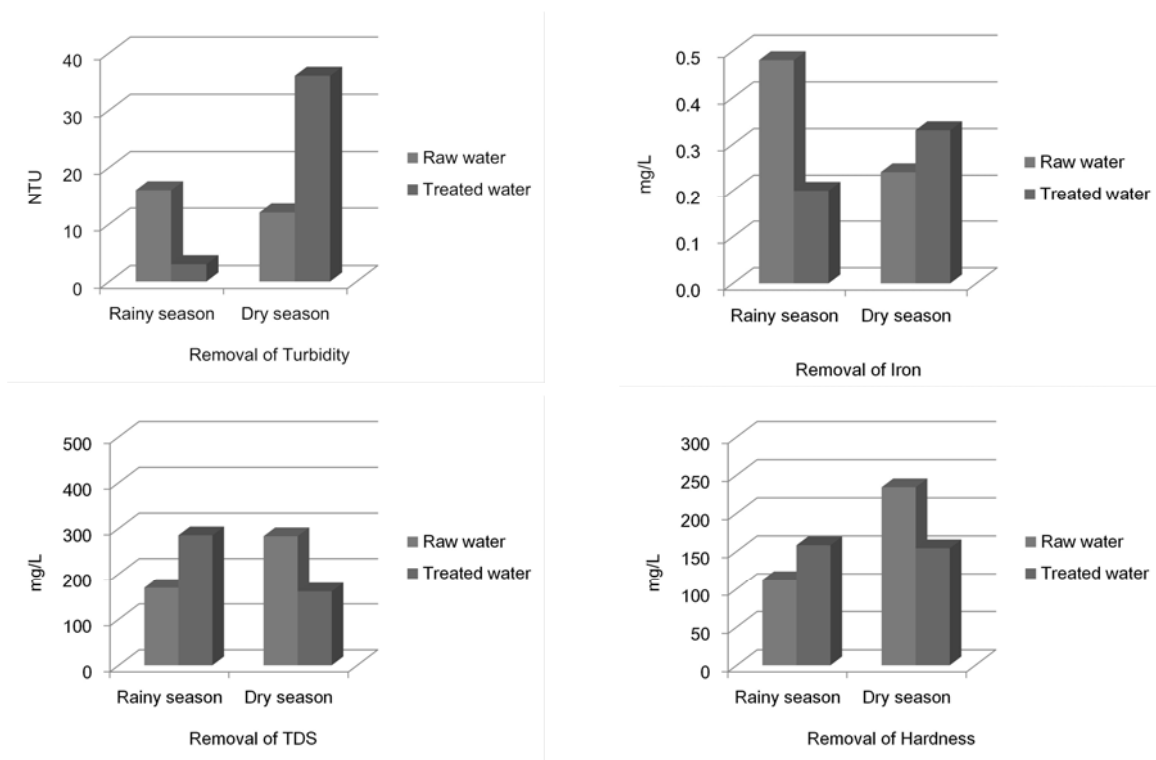 40
30
20
10
0
NTU
Rainy season Dry season
Raw water
Treated water
Removal of Turbidity
0.5
0.4
0.3
0.2
0.1
0.0
mg/L
Rainy season Dry season
Raw water
Treated water
Removal of Iron
500
400
300
200
100
0
mg/L
Rainy season Dry season
Raw water
Treated water
Removal of TDS
300
250
200
150
100
50
0
mg/L
Rainy season Dry season
Raw water
Treated water
Removal of Hardness